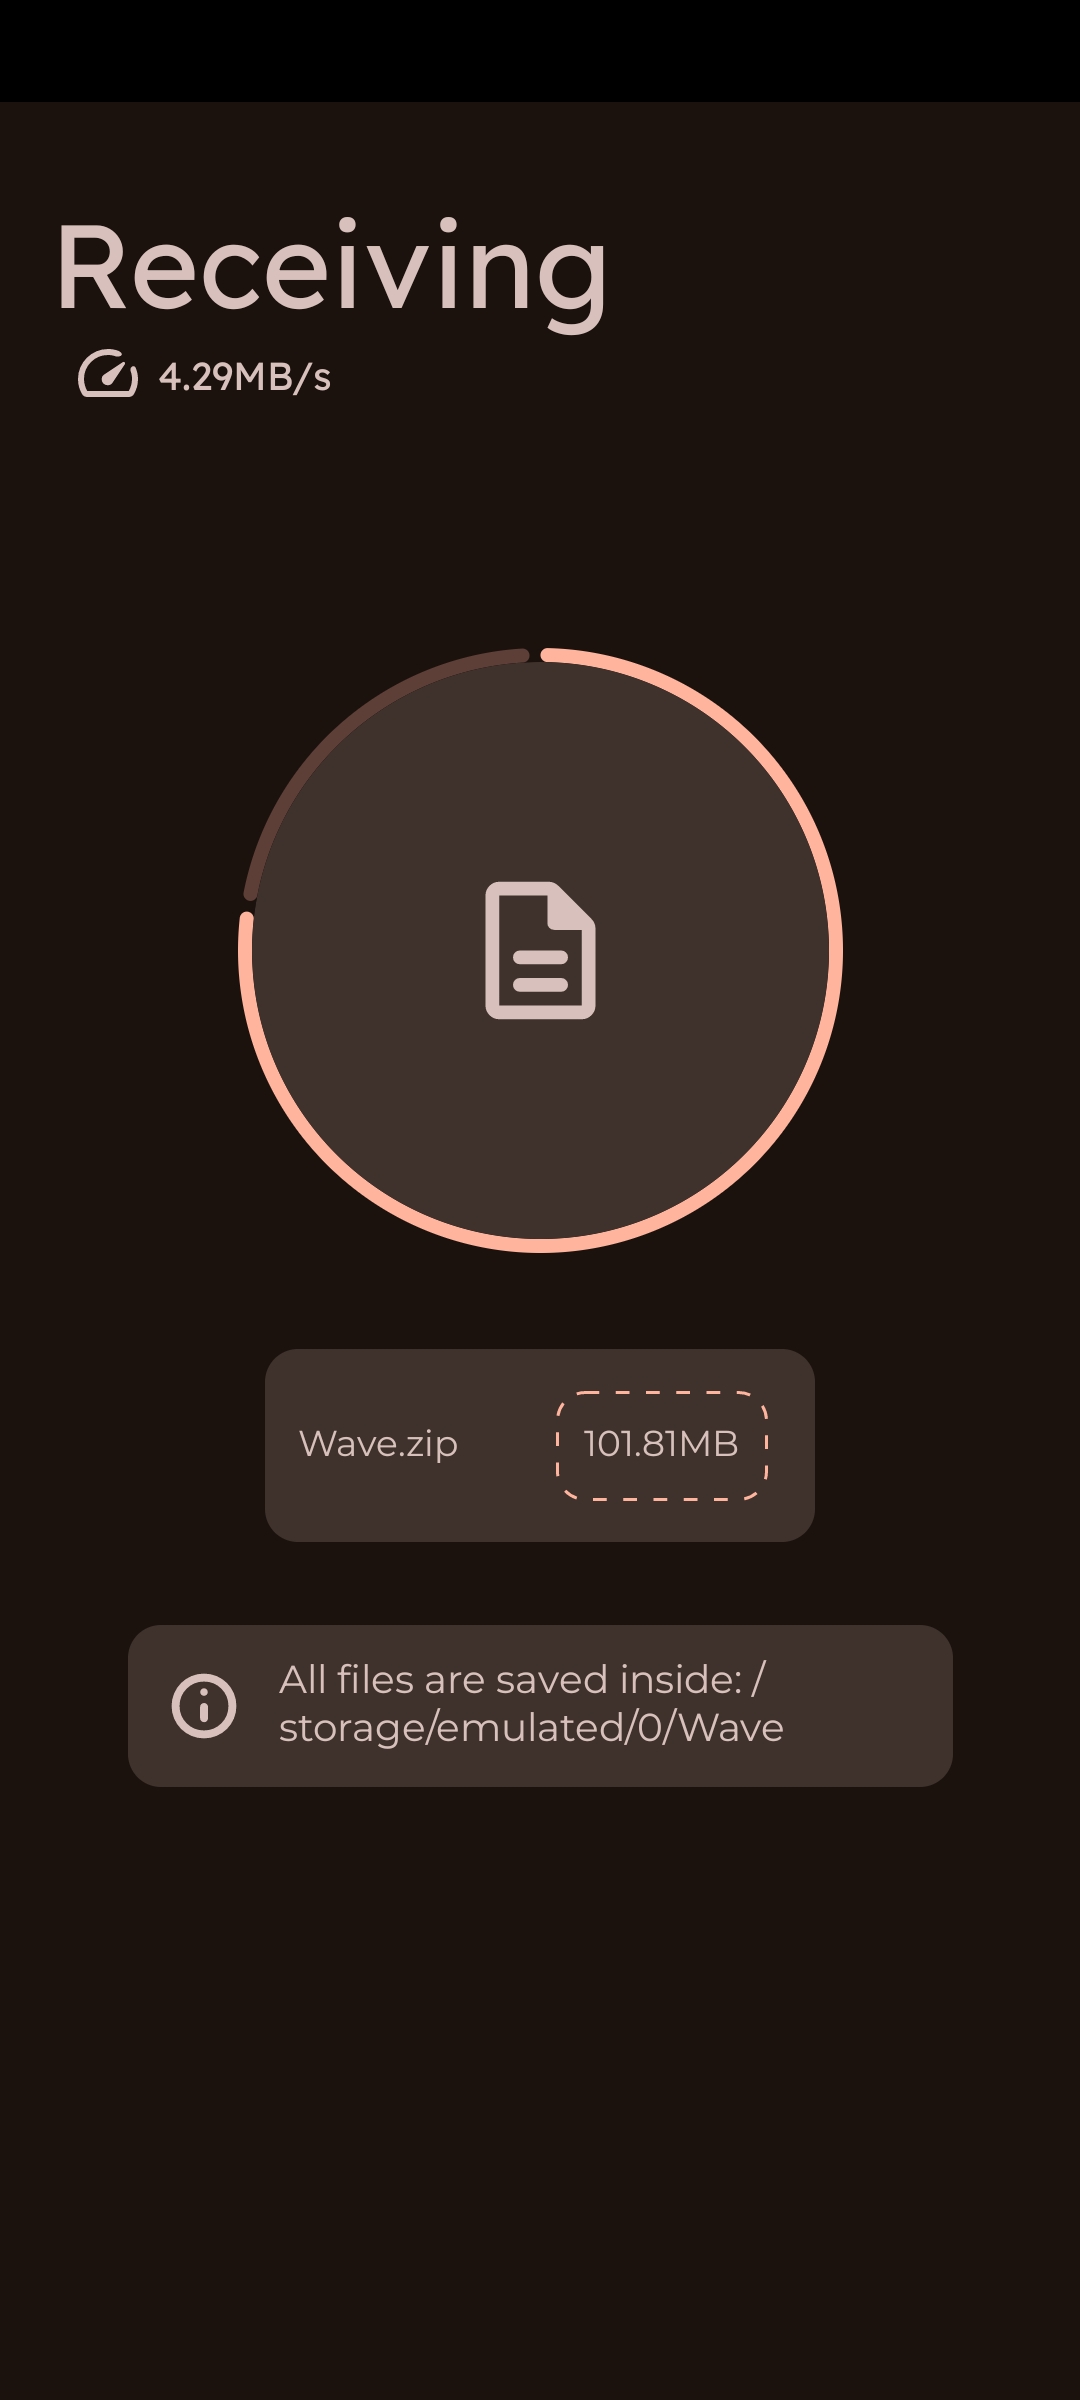 Receiving
4.29MB/s
Wave.zip
101.81MB
All files are saved inside: /
storage/emulated/0/Wave